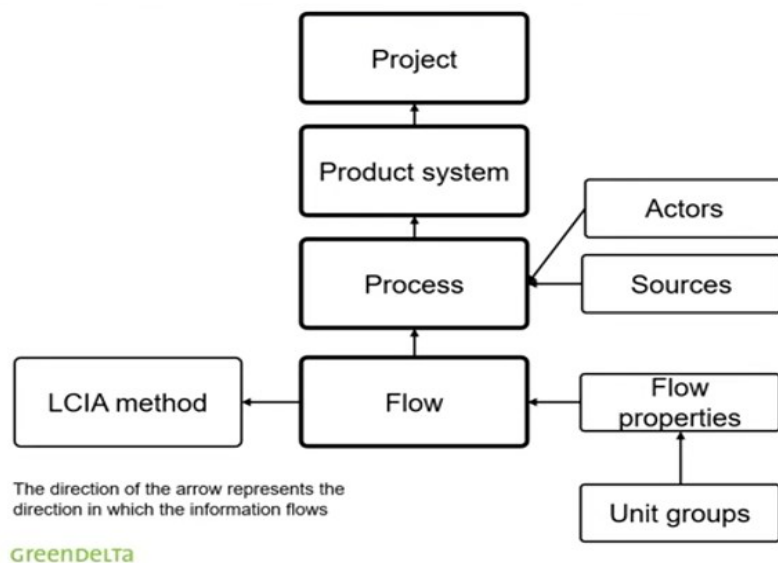 Project
Product system
Actors
Process
Sources
LCIA method
Flow
Flow
properties
The direction of the arrow represents the
direction in which the information flows
Unit groups
GreenDelta